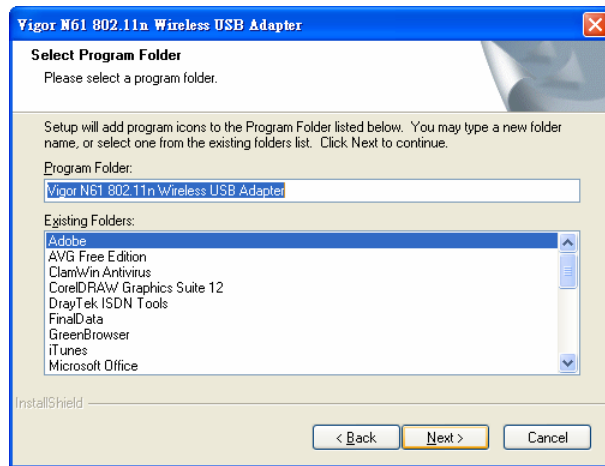 Vigor N61 802.11n Wireless USB Adapter
Select Program Folder
Please select a program folder.
Setup will add program icons to the Program Folder listed below. You may type a new folder
name, or select one from the existing folders list. Click Next to continue.
Program Folder:
Vigor N61 802.11n Wireless USB Adapter
Existing Folders:
Adobe
AVG Free Edition
ClamWin Antivirus
CorelDRAW Graphics Suite 12
DrayTek ISDN Tools
FinalData
GreenBrowser
iTunes
Microsoft Office
InstallShield
< Back Next > Cancel